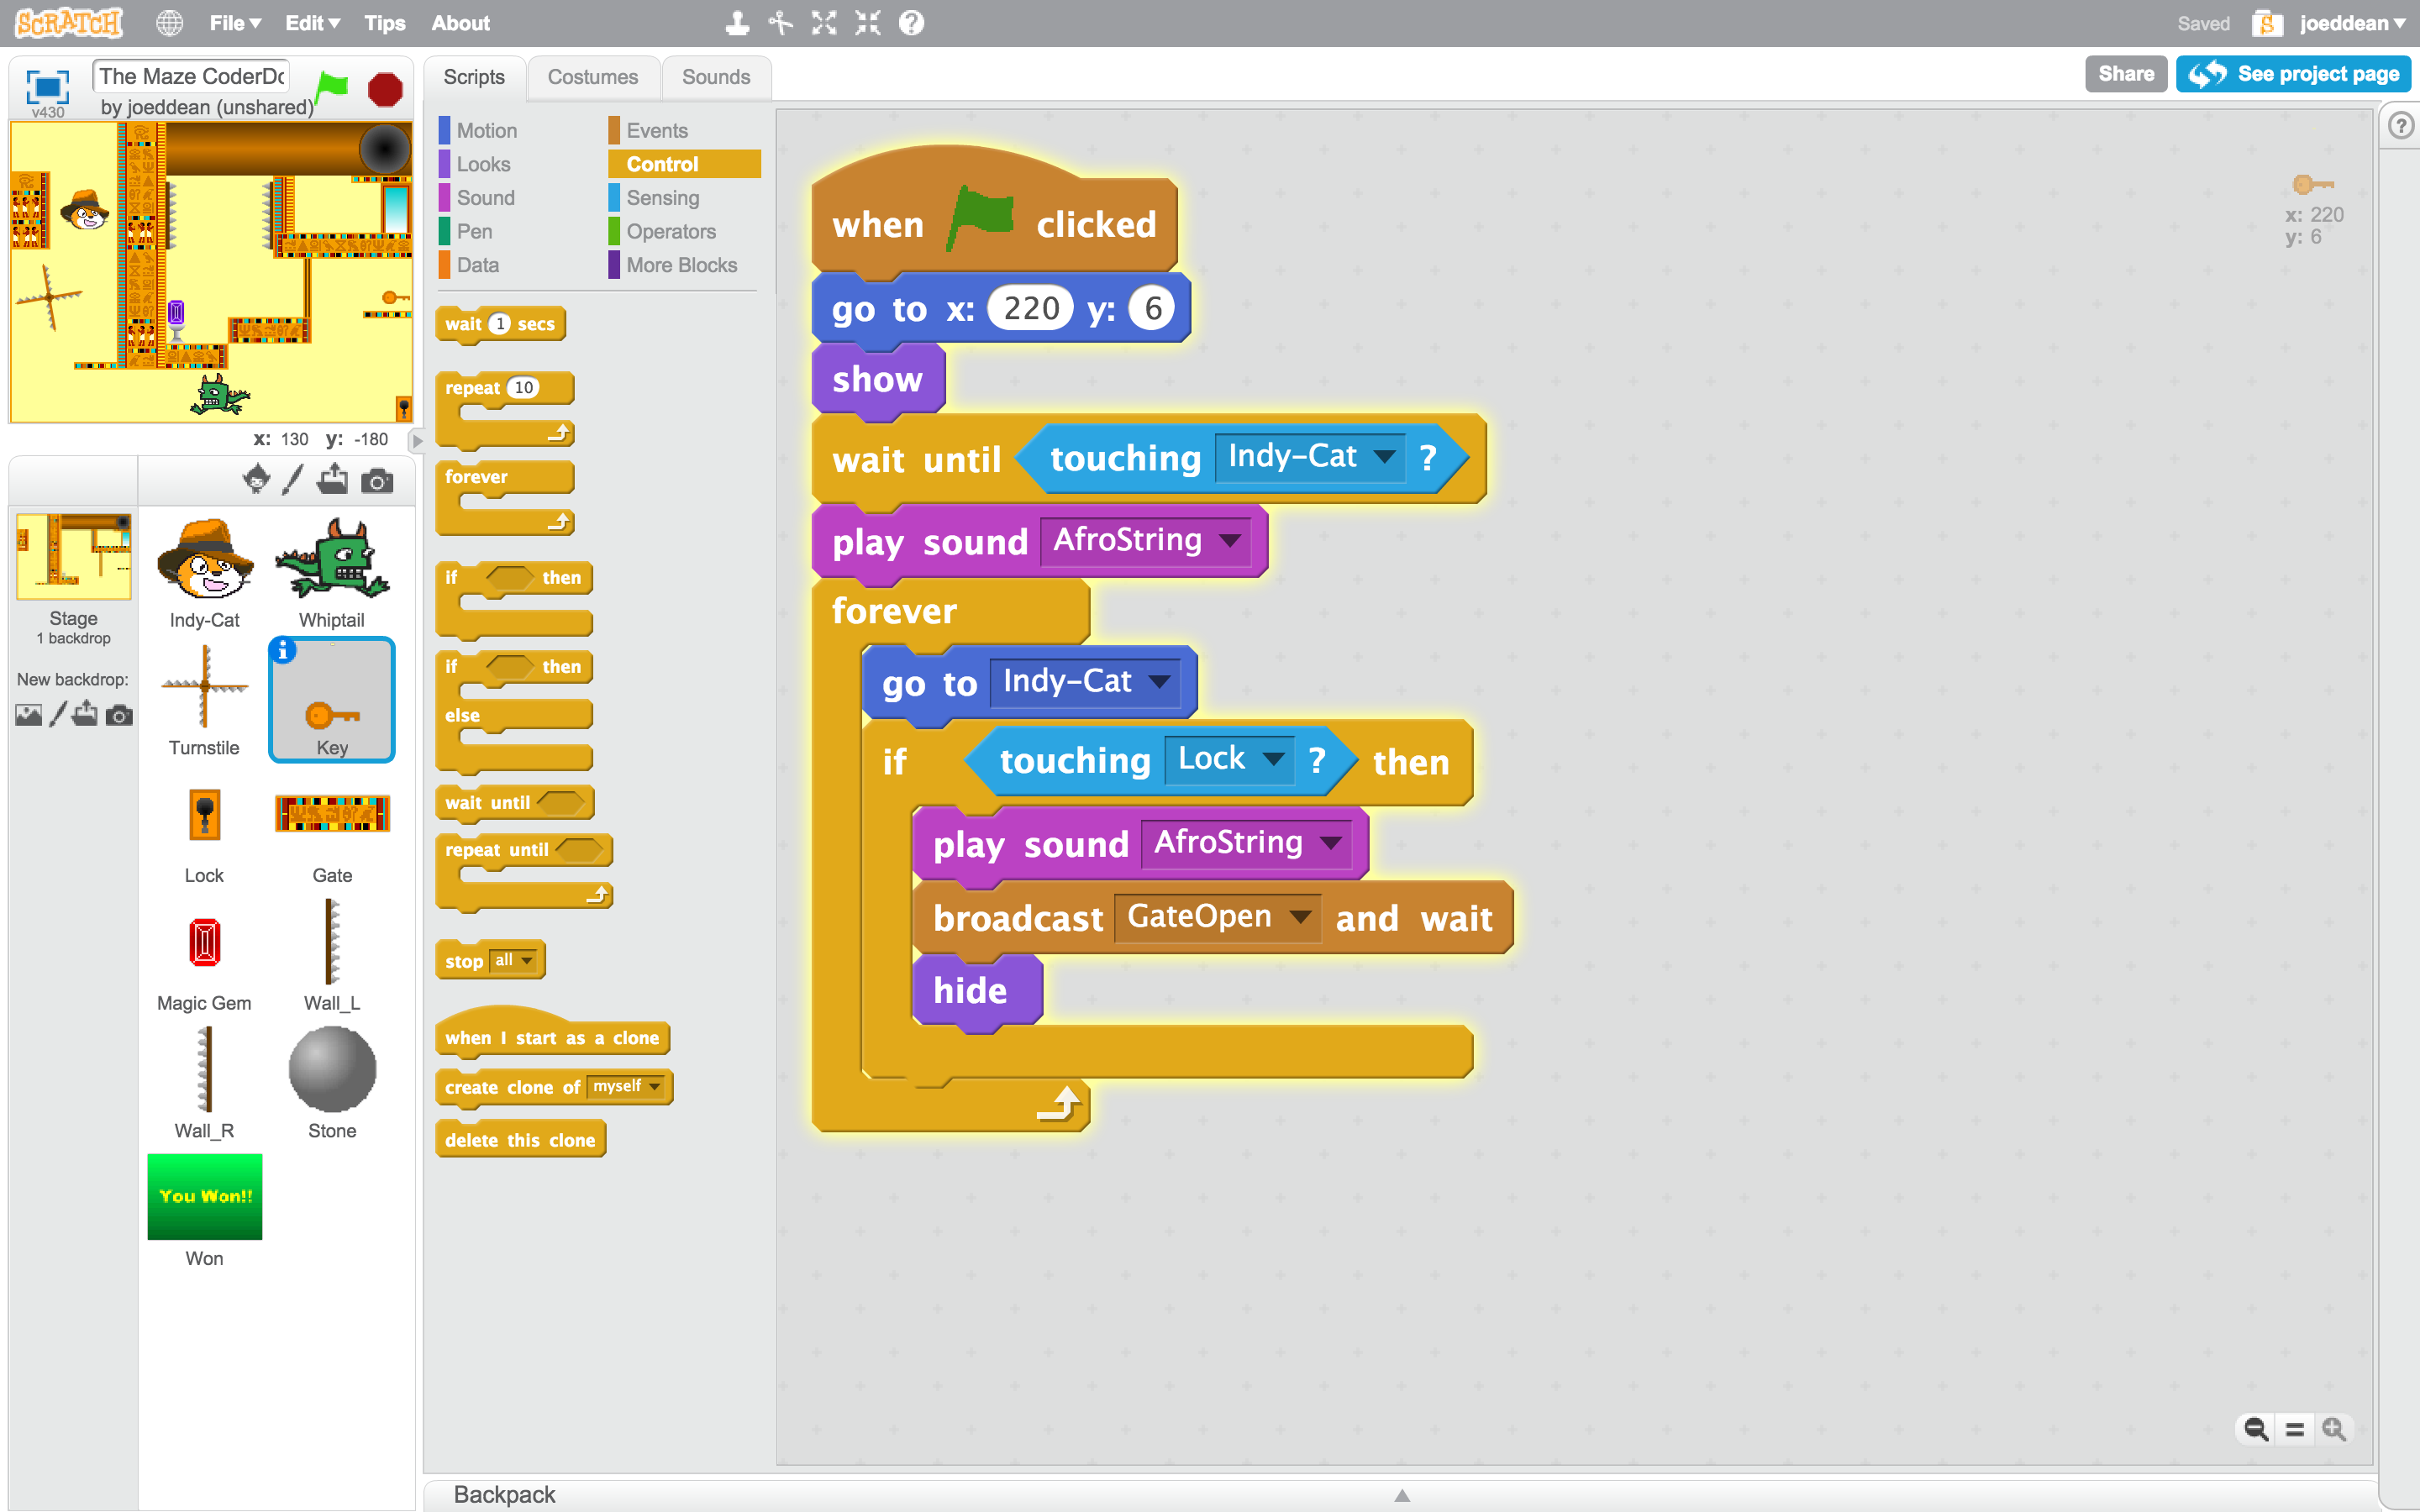 SCRATCH
File Edit Tips About
Saved joeddean
The Maze CoderDo
by joeddean (unshared)
v430
Scripts Costumes Sounds
Share See project page
Motion Events
Looks Control
Sound Sensing
Pen Operators
Data More Blocks
wait 1 secs
repeat 10
forever
if then
if then
else
wait until
repeat until
stop all
when I start as a clone
create clone of myself
delete this clone
when clicked
go to x: 220 y: 6
show
wait until touching Indy-Cat ?
play sound AfroString
forever
go to Indy-Cat
if touching Lock ? then
play sound AfroString
broadcast GateOpen and wait
hide
x: 220
y: 6
x: 130 y: -180
Stage
1 backdrop
New backdrop:
Indy-Cat Whiptail
Turnstile Key
Lock Gate
Magic Gem Wall_L
Wall_R Stone
You Won!!
Won
Backpack